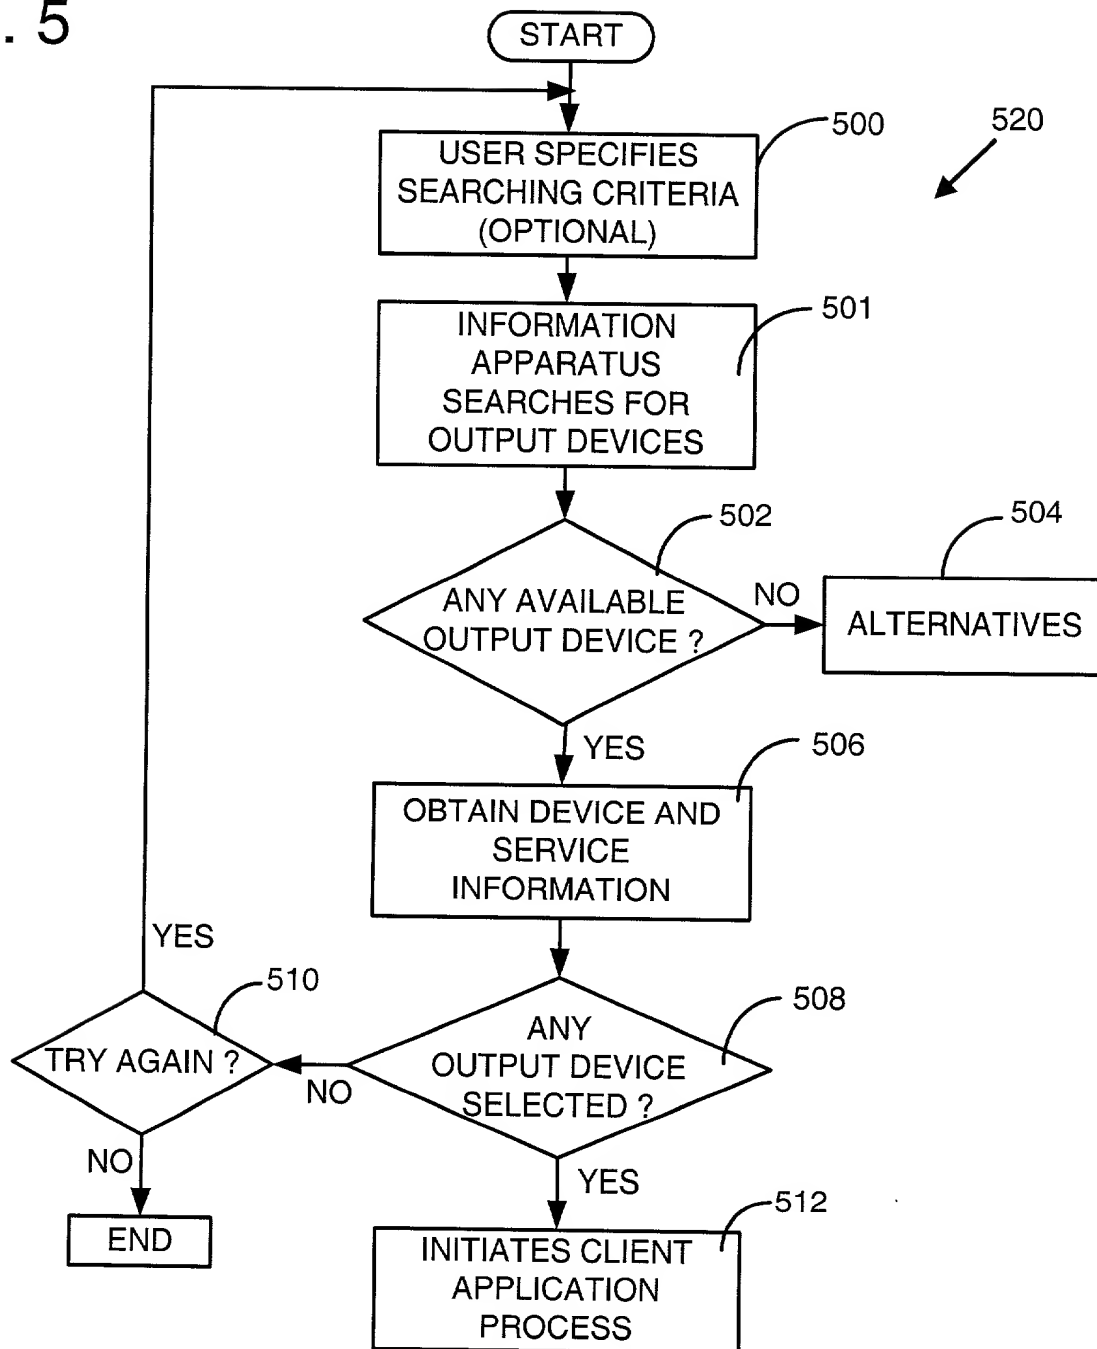 . 5
START
500
520
USER SPECIFIES
SEARCHING CRITERIA
(OPTIONAL)
501
INFORMATION
APPARATUS
SEARCHES FOR
OUTPUT DEVICES
502
504
ANY AVAILABLE
OUTPUT DEVICE ?
NO
ALTERNATIVES
YES
506
OBTAIN DEVICE AND
SERVICE
INFORMATION
YES
510
508
TRY AGAIN ?
NO
ANY
OUTPUT DEVICE
SELECTED ?
NO
YES
512
END
INITIATES CLIENT
APPLICATION
PROCESS